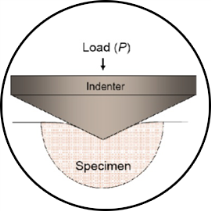 Load (P)
Indenter
Specimen